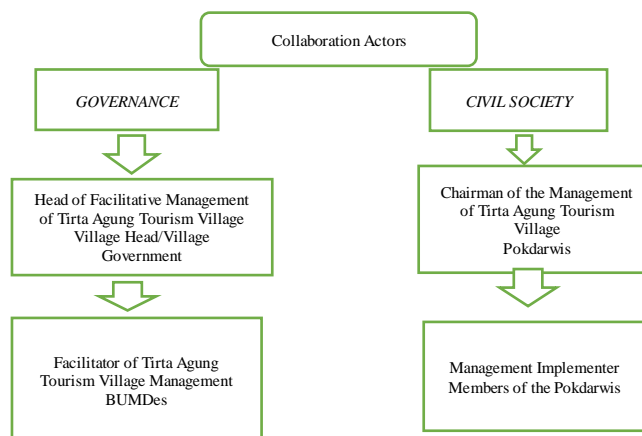 Collaboration Actors
GOVERNANCE
CIVIL SOCIETY
Head of Facilitative Management
of Tirta Agung Tourism Village
Village Head/Village
Government
Chairman of the Management
of Tirta Agung Tourism
Village
Pokdarwis
Facilitator of Tirta Agung
Tourism Village Management
BUMDes
Management Implementer
Members of the Pokdarwis